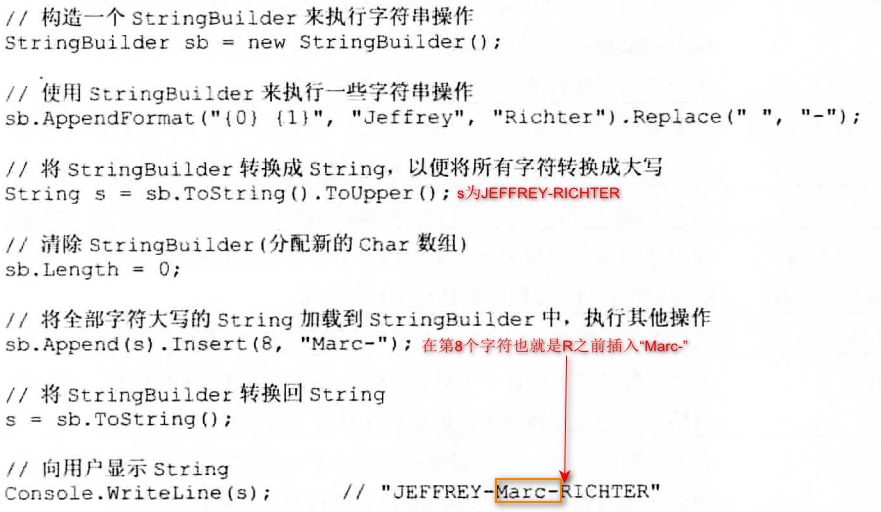 // 构造一个 StringBuilder 来执行字符串操作
StringBuilder sb = new StringBuilder();
// 使用 StringBuilder 来执行一些字符串操作
sb.AppendFormat("{0} {1}", "Jeffrey", "Richter").Replace(" ", "-");
// 将 StringBuilder 转换成 String，以便将所有字符转换成大写
String s = sb.ToString().ToUpper(); s为JEFFREY-RICHTER
// 清除 StringBuilder(分配新的 Char 数组)
sb.Length = 0;
// 将全部字符大写的 String 加载到 StringBuilder 中，执行其他操作
sb.Append(s).Insert(8, "Marc-"); 在第8个字符也就是R之前插入“Marc-”
// 将 StringBuilder 转换回 String
s = sb.ToString();
// 向用户显示 String
Console.WriteLine(s); // "JEFFREY-Marc-RICHTER"